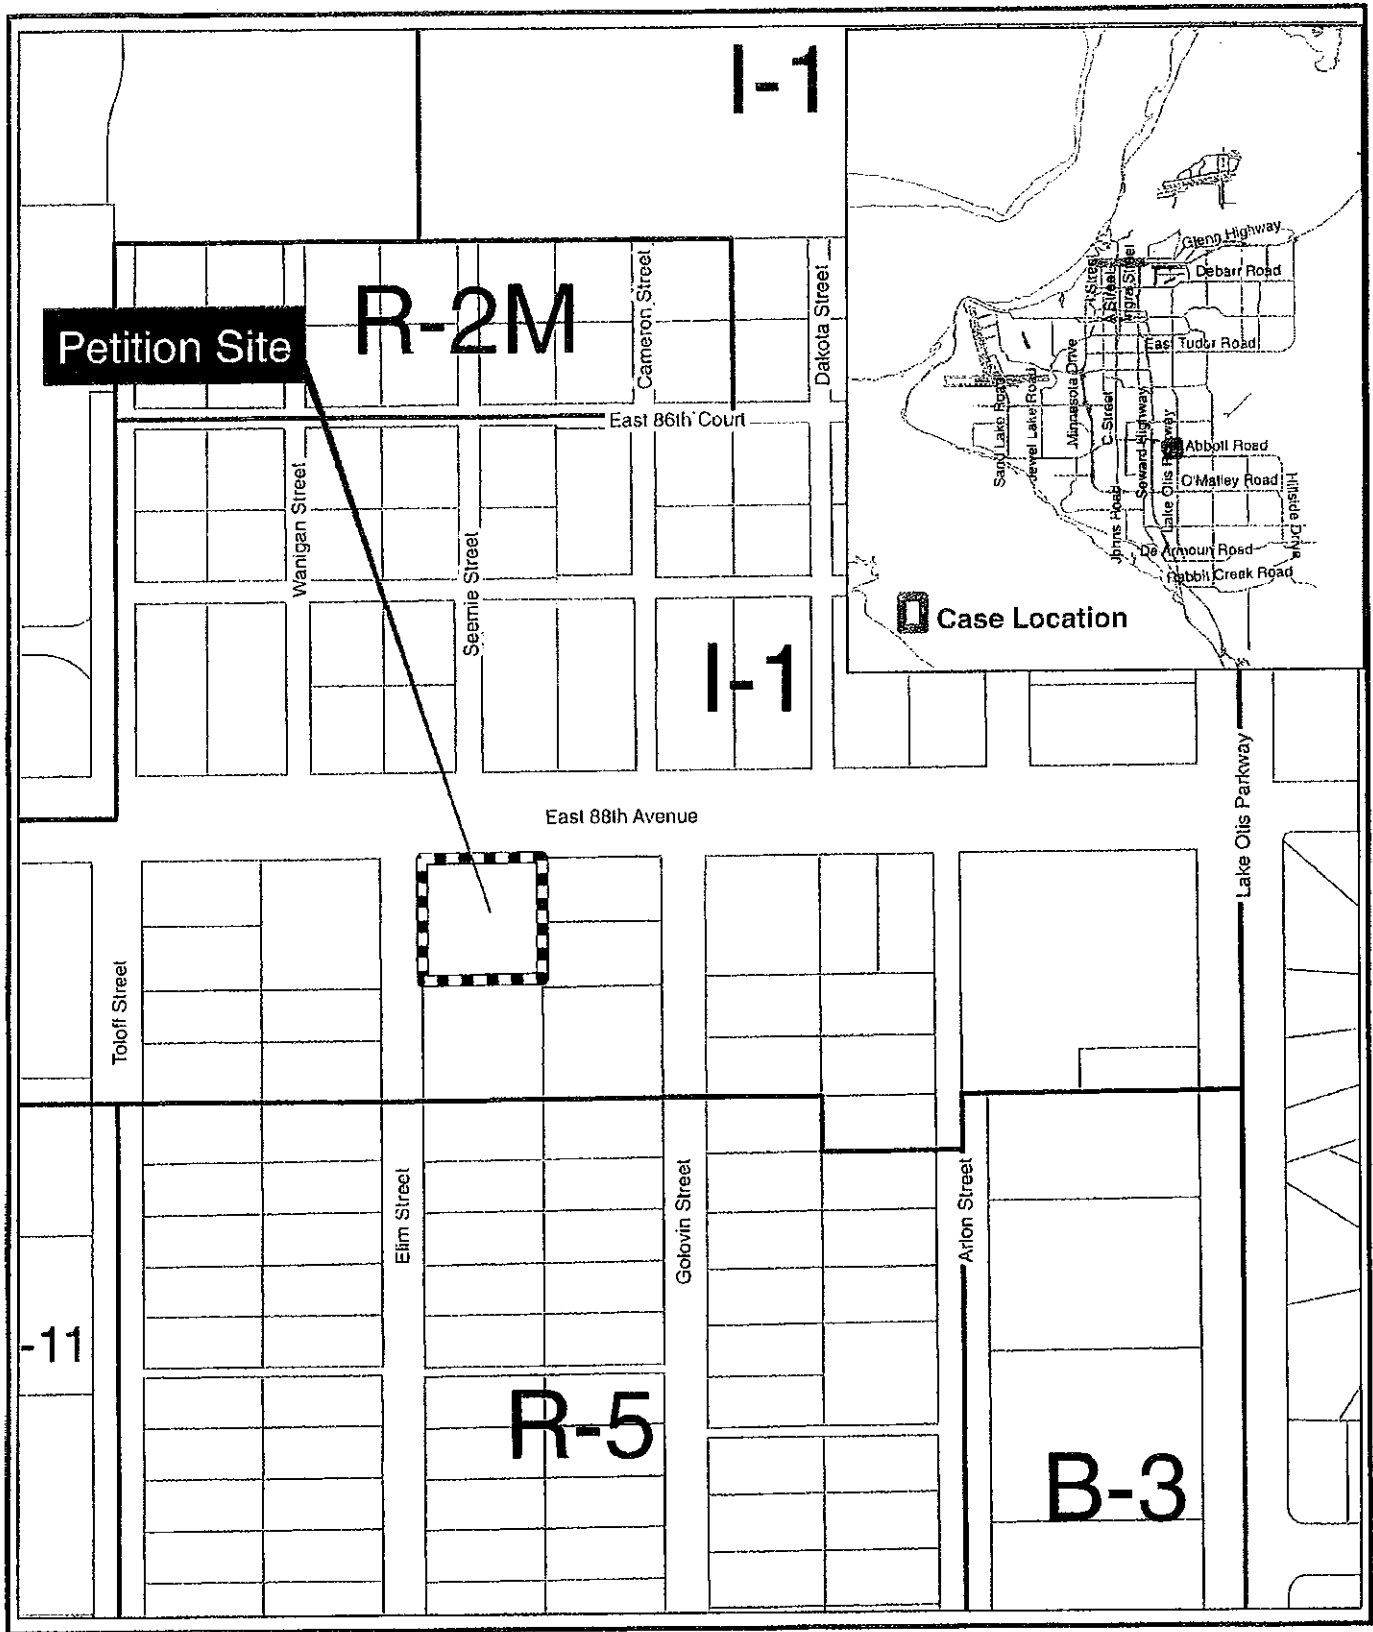 I-1
Glenn Highway
Debarr Road
A Street
East Tudor Road
Minnesota Drive
C Street
Seward Highway
Sand Lake Road
Jewel Lake Road
Lake Otis Parkway
Abbott Road
O'Malley Road
Hillside Drive
Johns Road
De Armoun Road
Rabbit Creek Road
Case Location
R-2M
Petition Site
Cameron Street
Dakota Street
East 86th Court
Wanigan Street
Seemie Street
I-1
Lake Otis Parkway
East 88th Avenue
Toloff Street
Elim Street
Golovin Street
Arlon Street
-11
R-5
B-3